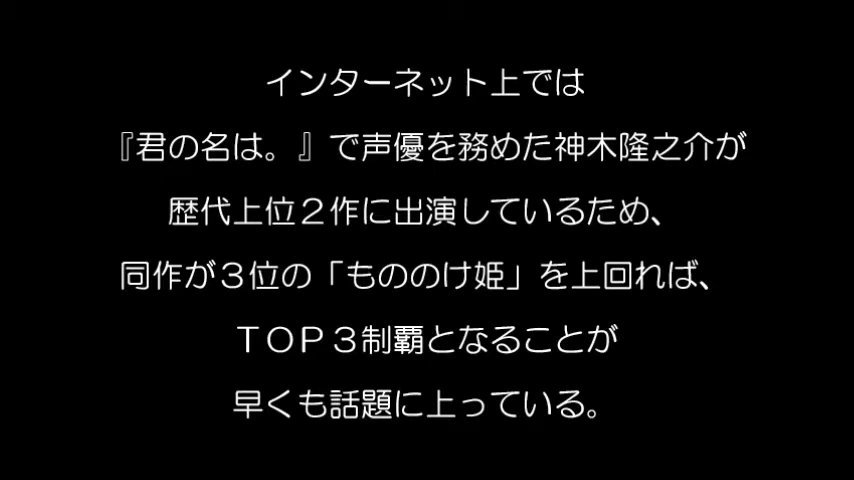 インターネット上では
『君の名は。』で声優を務めた神木隆之介が
歴代上位２作に出演しているため、
同作が３位の「もののけ姫」を上回れば、
ＴＯＰ３制覇となることが
早くも話題に上っている。